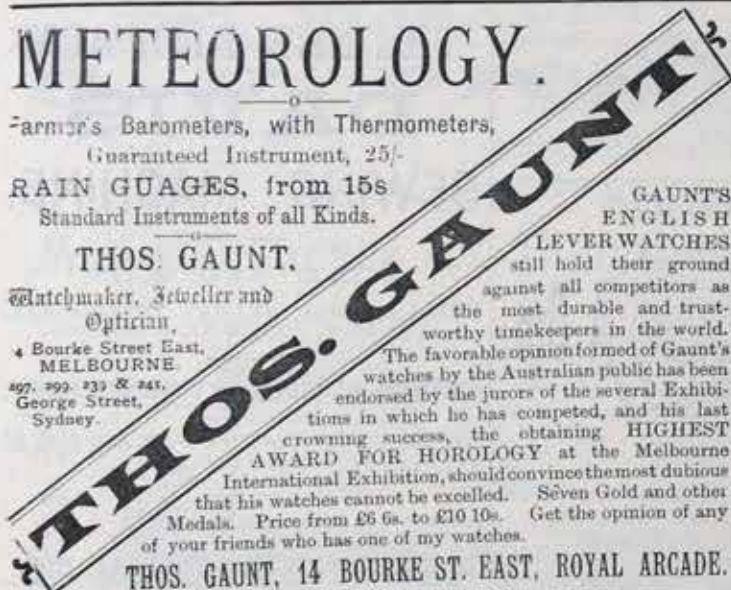 METEOROLOGY.
Farmer's Barometers, with Thermometers,
Guaranteed Instrument, 25/-
RAIN GUAGES, from 15s
Standard Instruments of all Kinds.
THOS. GAUNT,
Watchmaker, Jeweller and
Optician,
4 Bourke Street East,
MELBOURNE
297, 299, 239 & 241,
George Street,
Sydney.
THOS. GAUNT
GAUNT'S
ENGLISH
LEVER WATCHES
still hold their ground
against all competitors as
the most durable and trust-
worthy timekeepers in the world.
The favorable opinion formed of Gaunt's
watches by the Australian public has been
endorsed by the jurors of the several Exhibi-
tions in which he has competed, and his last
crowning success, the obtaining HIGHEST
AWARD FOR HOROLOGY at the Melbourne
International Exhibition, should convince the most dubious
that his watches cannot be excelled. Seven Gold and other
Medals. Price from £6 6s. to £10 10s. Get the opinion of any
of your friends who has one of my watches.
THOS. GAUNT, 14 BOURKE ST. EAST, ROYAL ARCADE.